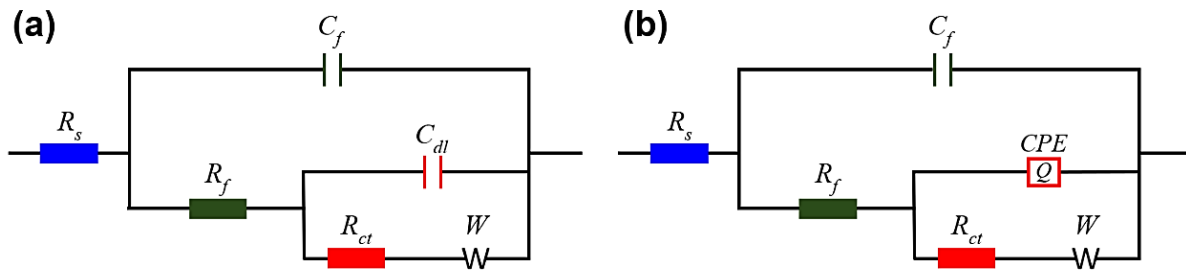 (a)
C_f
R_s
C_dl
R_f
R_ct
W
(b)
C_f
R_s
CPE
Q
R_f
R_ct
W